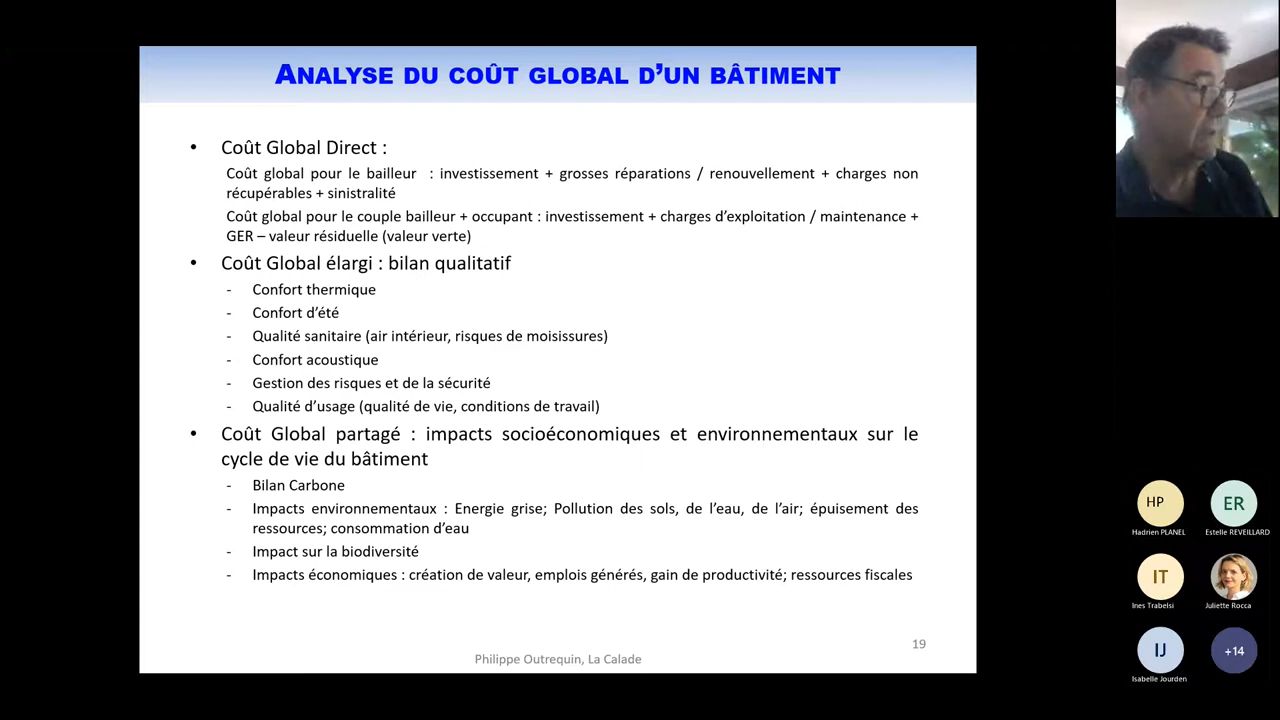 ANALYSE DU COÛT GLOBAL D’UN BÂTIMENT
• Coût Global Direct :
Coût global pour le bailleur : investissement + grosses réparations / renouvellement + charges non
récupérables + sinistralité
Coût global pour le couple bailleur + occupant : investissement + charges d’exploitation / maintenance +
GER – valeur résiduelle (valeur verte)
• Coût Global élargi : bilan qualitatif
- Confort thermique
- Confort d’été
- Qualité sanitaire (air intérieur, risques de moisissures)
- Confort acoustique
- Gestion des risques et de la sécurité
- Qualité d’usage (qualité de vie, conditions de travail)
• Coût Global partagé : impacts socioéconomiques et environnementaux sur le
cycle de vie du bâtiment
- Bilan Carbone
- Impacts environnementaux : Energie grise; Pollution des sols, de l’eau, de l’air; épuisement des
ressources; consommation d’eau
- Impact sur la biodiversité
- Impacts économiques : création de valeur, emplois générés, gain de productivité; ressources fiscales
19
Philippe Outrequin, La Calade
HP
ER
Hadrien PLANEL
Estelle REVEILLARD
IT
Ines Trabelsi
Juliette Rocca
IJ
+14
Isabelle Jourden